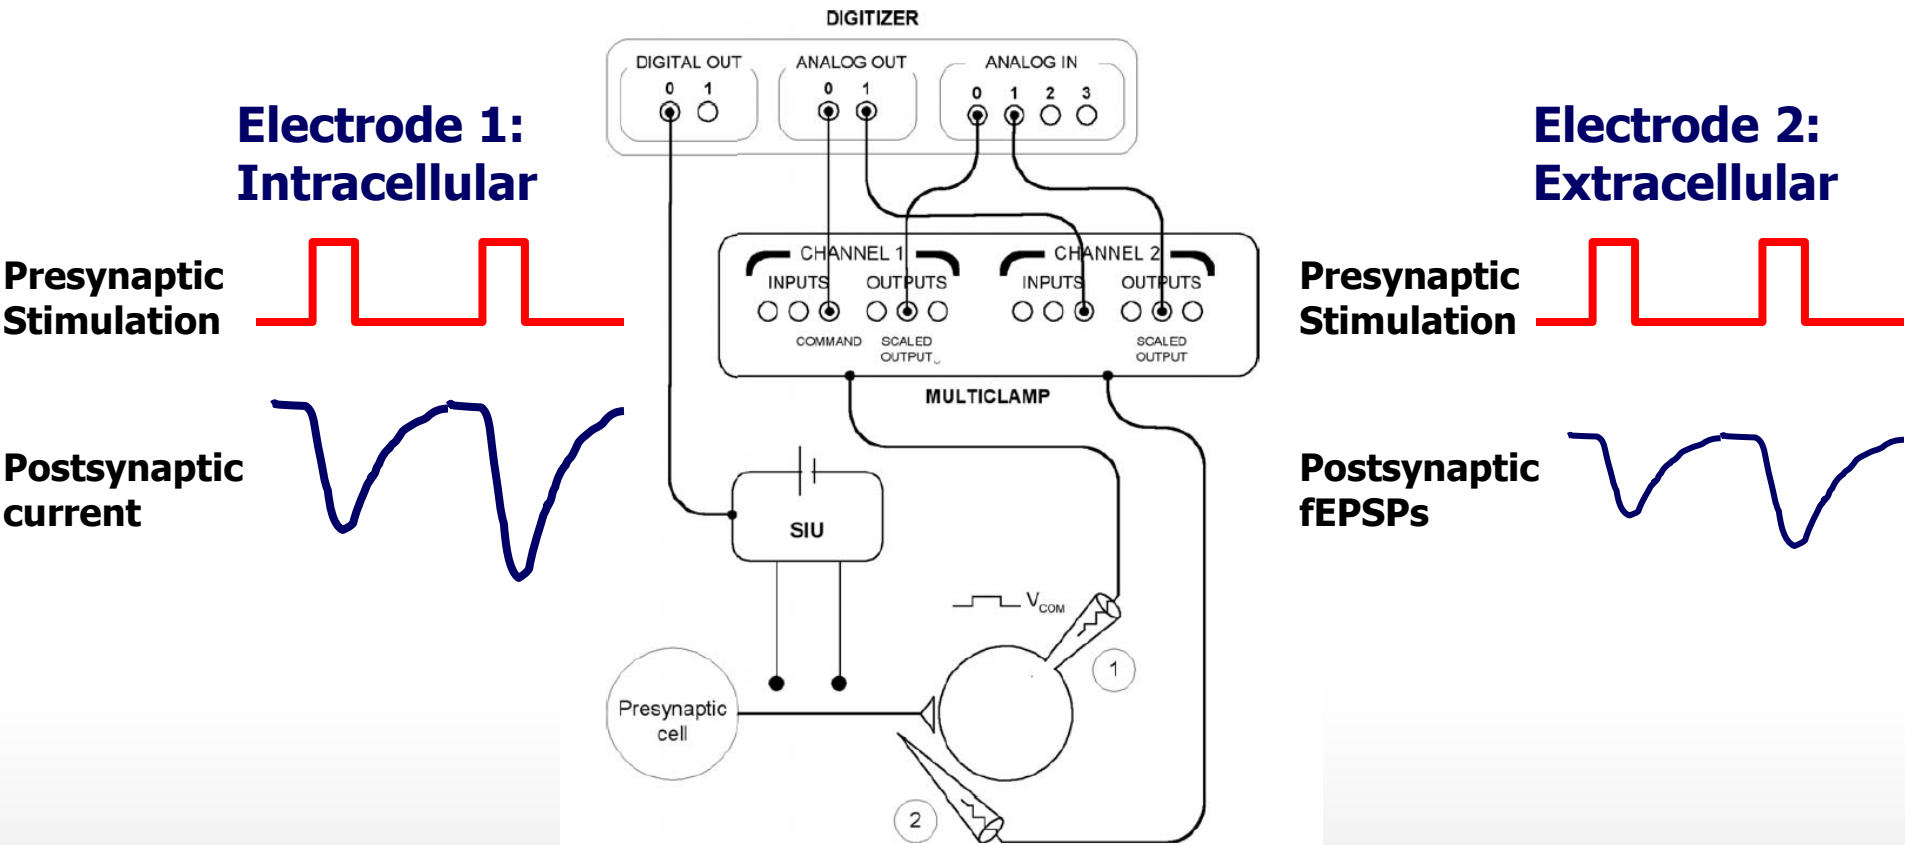 DIGITIZER
DIGITAL OUT
0 1
ANALOG OUT
0 1
ANALOG IN
0 1 2 3
Electrode 1:
Intracellular
Presynaptic
Stimulation
Postsynaptic
current
CHANNEL 1
INPUTS OUTPUTS
COMMAND
SCALED
OUTPUT
CHANNEL 2
INPUTS OUTPUTS
SCALED
OUTPUT
MULTICLAMP
SIU
VCOM
1
Presynaptic
cell
2
Electrode 2:
Extracellular
Presynaptic
Stimulation
Postsynaptic
fEPSPs